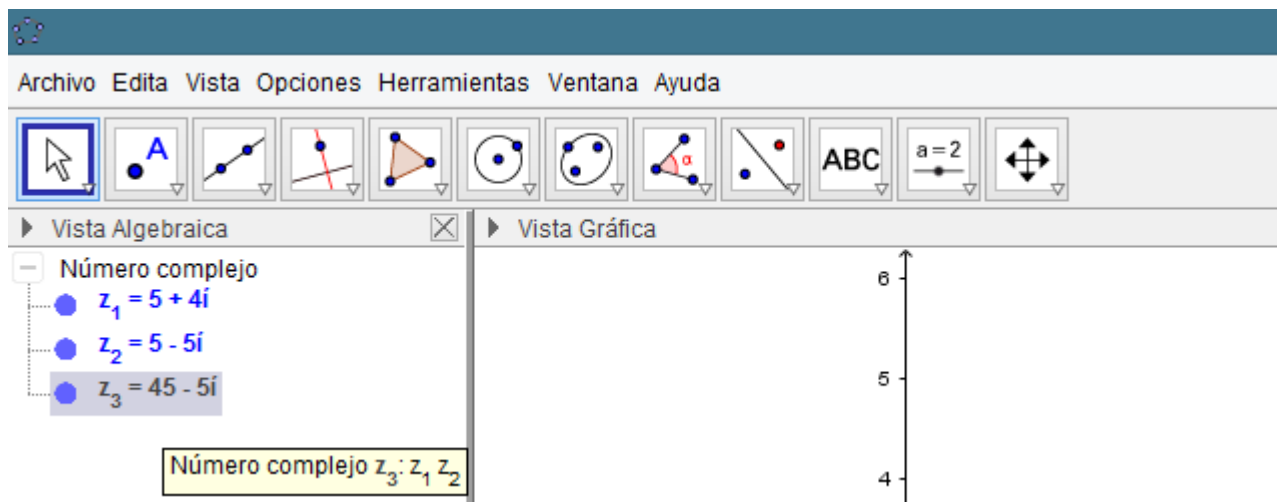 Archivo Edita Vista Opciones Herramientas Ventana Ayuda
A
α
ABC
a = 2
Vista Algebraica
Vista Gráfica
Número complejo
z₁ = 5 + 4í
z₂ = 5 - 5í
z₃ = 45 - 5í
Número complejo z₃: z₁ z₂
6
5
4